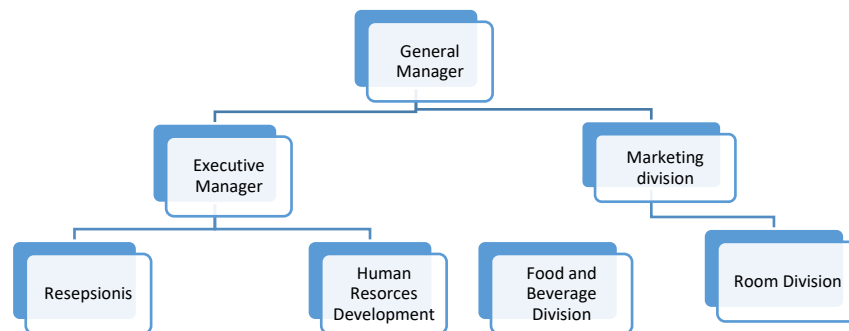 General
Manager
Executive
Manager
Marketing
division
Resepsionis
Human
Resorces
Development
Food and
Beverage
Division
Room Division